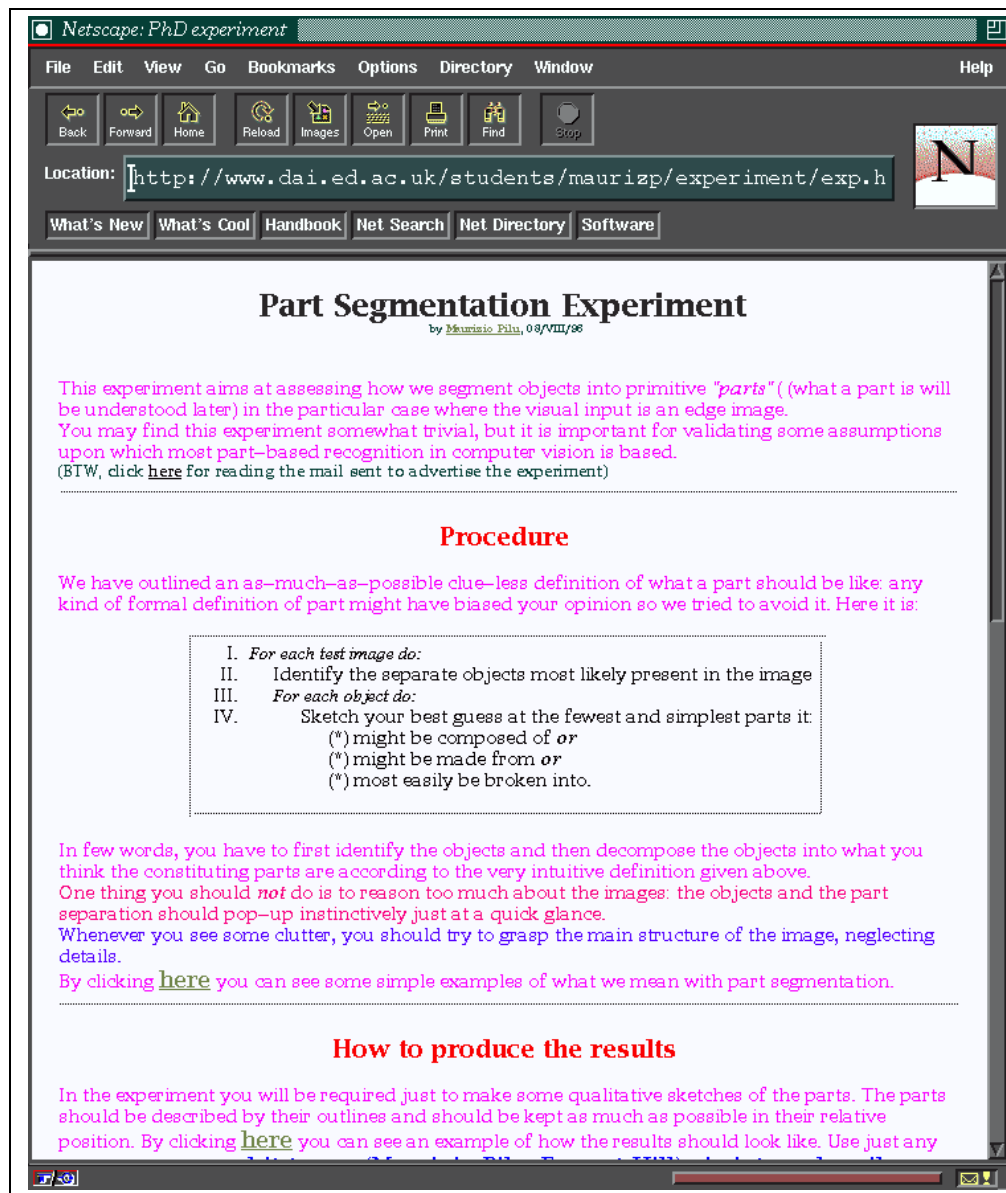 Netscape: PhD experiment
File Edit View Go Bookmarks Options Directory Window Help
Back Forward Home Reload Images Open Print Find Stop
Location: http://www.dai.ed.ac.uk/students/maurizp/experiment/exp.h
N
What's New What's Cool Handbook Net Search Net Directory Software
Part Segmentation Experiment
by Maurizio Pilu, 08/VIII/96
This experiment aims at assessing how we segment objects into primitive "parts" ( (what a part is will
be understood later) in the particular case where the visual input is an edge image.
You may find this experiment somewhat trivial, but it is important for validating some assumptions
upon which most part–based recognition in computer vision is based.
(BTW, click here for reading the mail sent to advertise the experiment)
Procedure
We have outlined an as–much–as–possible clue–less definition of what a part should be like: any
kind of formal definition of part might have biased your opinion so we tried to avoid it. Here it is:
I. For each test image do:
II. Identify the separate objects most likely present in the image
III. For each object do:
IV. Sketch your best guess at the fewest and simplest parts it:
(*) might be composed of or
(*) might be made from or
(*) most easily be broken into.
In few words, you have to first identify the objects and then decompose the objects into what you
think the constituting parts are according to the very intuitive definition given above.
One thing you should not do is to reason too much about the images: the objects and the part
separation should pop–up instinctively just at a quick glance.
Whenever you see some clutter, you should try to grasp the main structure of the image, neglecting
details.
By clicking here you can see some simple examples of what we mean with part segmentation.
How to produce the results
In the experiment you will be required just to make some qualitative sketches of the parts. The parts
should be described by their outlines and should be kept as much as possible in their relative
position. By clicking here you can see an example of how the results should look like. Use just any